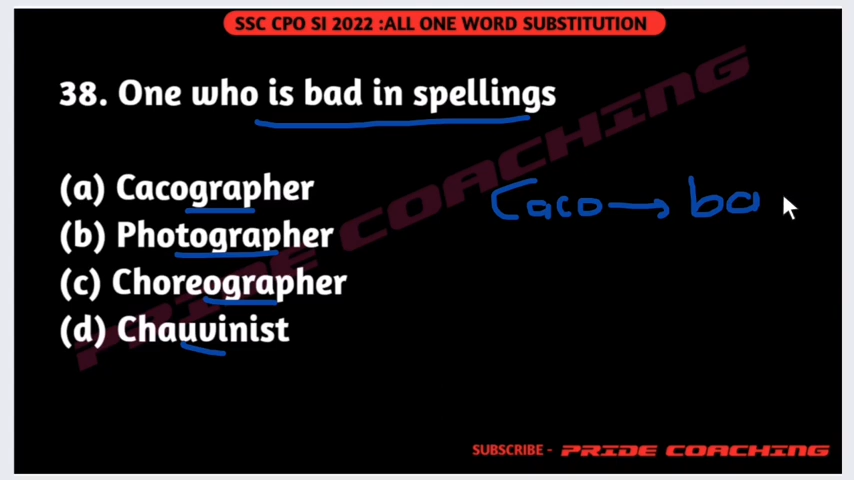 SSC CPO SI 2022 :ALL ONE WORD SUBSTITUTION
38. One who is bad in spellings
(a) Cacographer
(b) Photographer
(c) Choreographer
(d) Chauvinist
Caco → ba
PRIDE COACHING
SUBSCRIBE - PRIDE COACHING